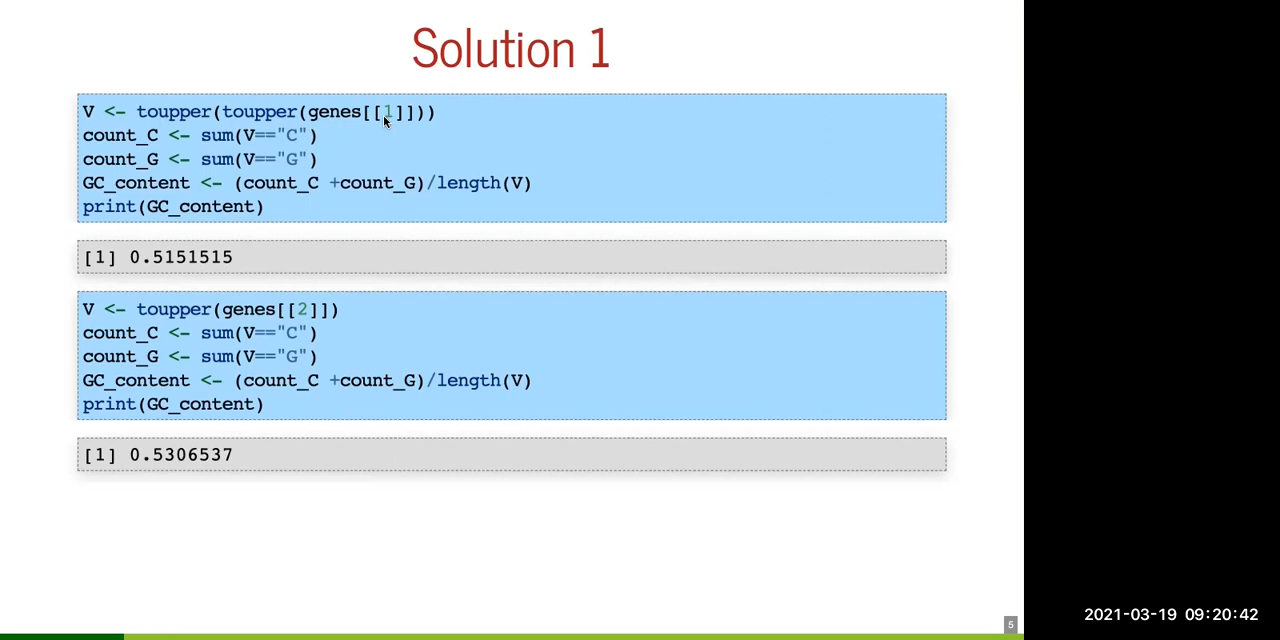 Solution 1
V <- toupper(toupper(genes[[1]]))
count_C <- sum(V=="C")
count_G <- sum(V=="G")
GC_content <- (count_C +count_G)/length(V)
print(GC_content)
[1] 0.5151515
V <- toupper(genes[[2]])
count_C <- sum(V=="C")
count_G <- sum(V=="G")
GC_content <- (count_C +count_G)/length(V)
print(GC_content)
[1] 0.5306537
5
2021-03-19 09:20:42